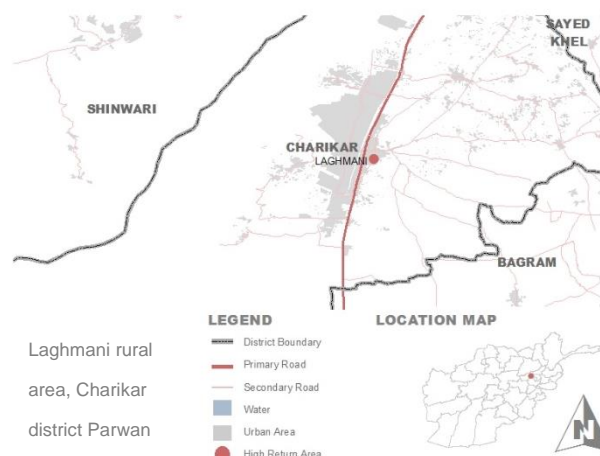 SAYED
KHEL
SHINWARI
CHARIKAR
LAGHMANI
BAGRAM
LEGEND
District Boundary
Primary Road
Secondary Road
Water
Urban Area
High Return Area
LOCATION MAP
N
Laghmani rural
area, Charikar
district Parwan